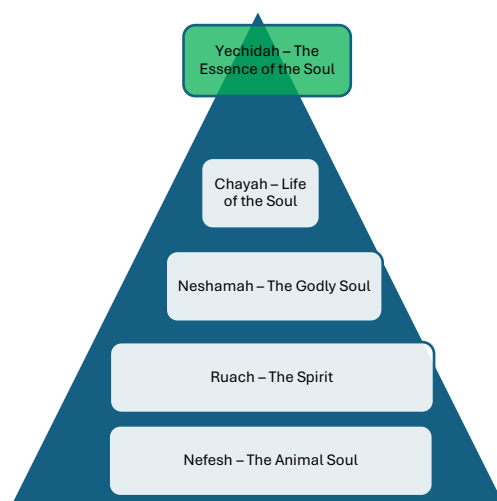 Yechidah – The
Essence of the Soul
Chayah – Life
of the Soul
Neshamah – The Godly Soul
Ruach – The Spirit
Nefesh – The Animal Soul